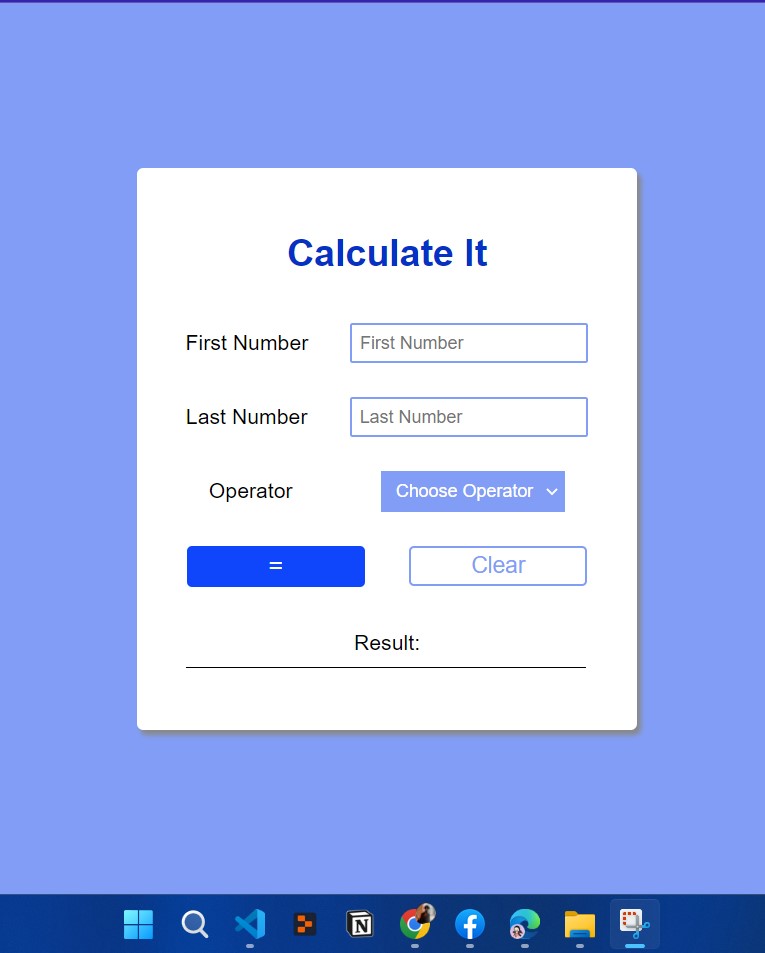 Calculate It
First Number First Number
Last Number Last Number
Operator Choose Operator
= Clear
Result: